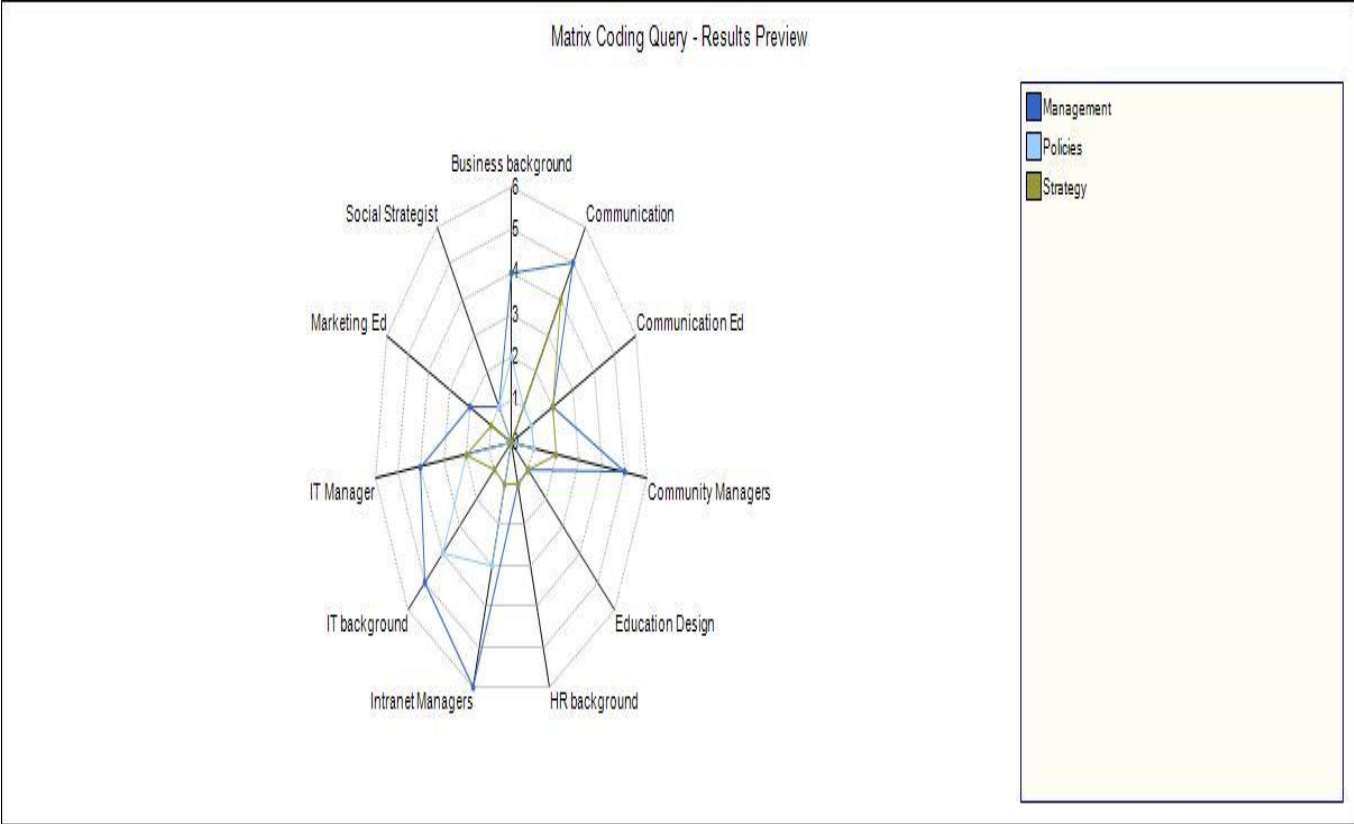 Matrix Coding Query - Results Preview
Management
Policies
Strategy
Business background
Social Strategist
Communication
Marketing Ed
Communication Ed
IT Manager
Community Managers
IT background
Education Design
Intranet Managers
HR background
6
5
4
3
2
1
0